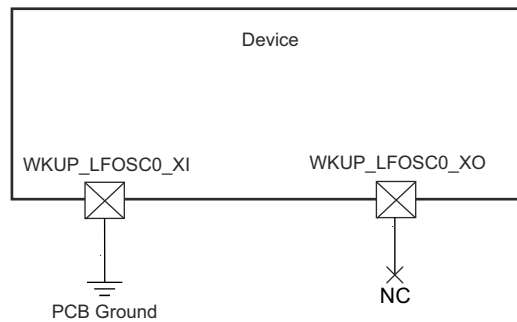 Device
WKUP_LFOSC0_XI
WKUP_LFOSC0_XO
PCB Ground
NC